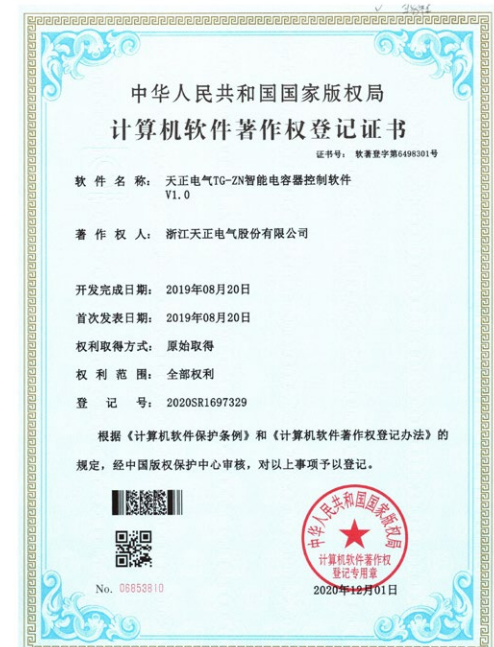 中华人民共和国国家版权局
计算机软件著作权登记证书
证书号： 软著登字第6498301号
软 件 名 称： 天正电气TG-ZN智能电容器控制软件
V1.0
著 作 权 人： 浙江天正电气股份有限公司
开发完成日期： 2019年08月20日
首次发表日期： 2019年08月20日
权利取得方式： 原始取得
权 利 范 围： 全部权利
登 记 号： 2020SR1697329
根据《计算机软件保护条例》和《计算机软件著作权登记办法》的
规定，经中国版权保护中心审核，对以上事项予以登记。
中华人民共和国国家版权局
计算机软件著作权
登记专用章
No. 06853810
2020年12月01日